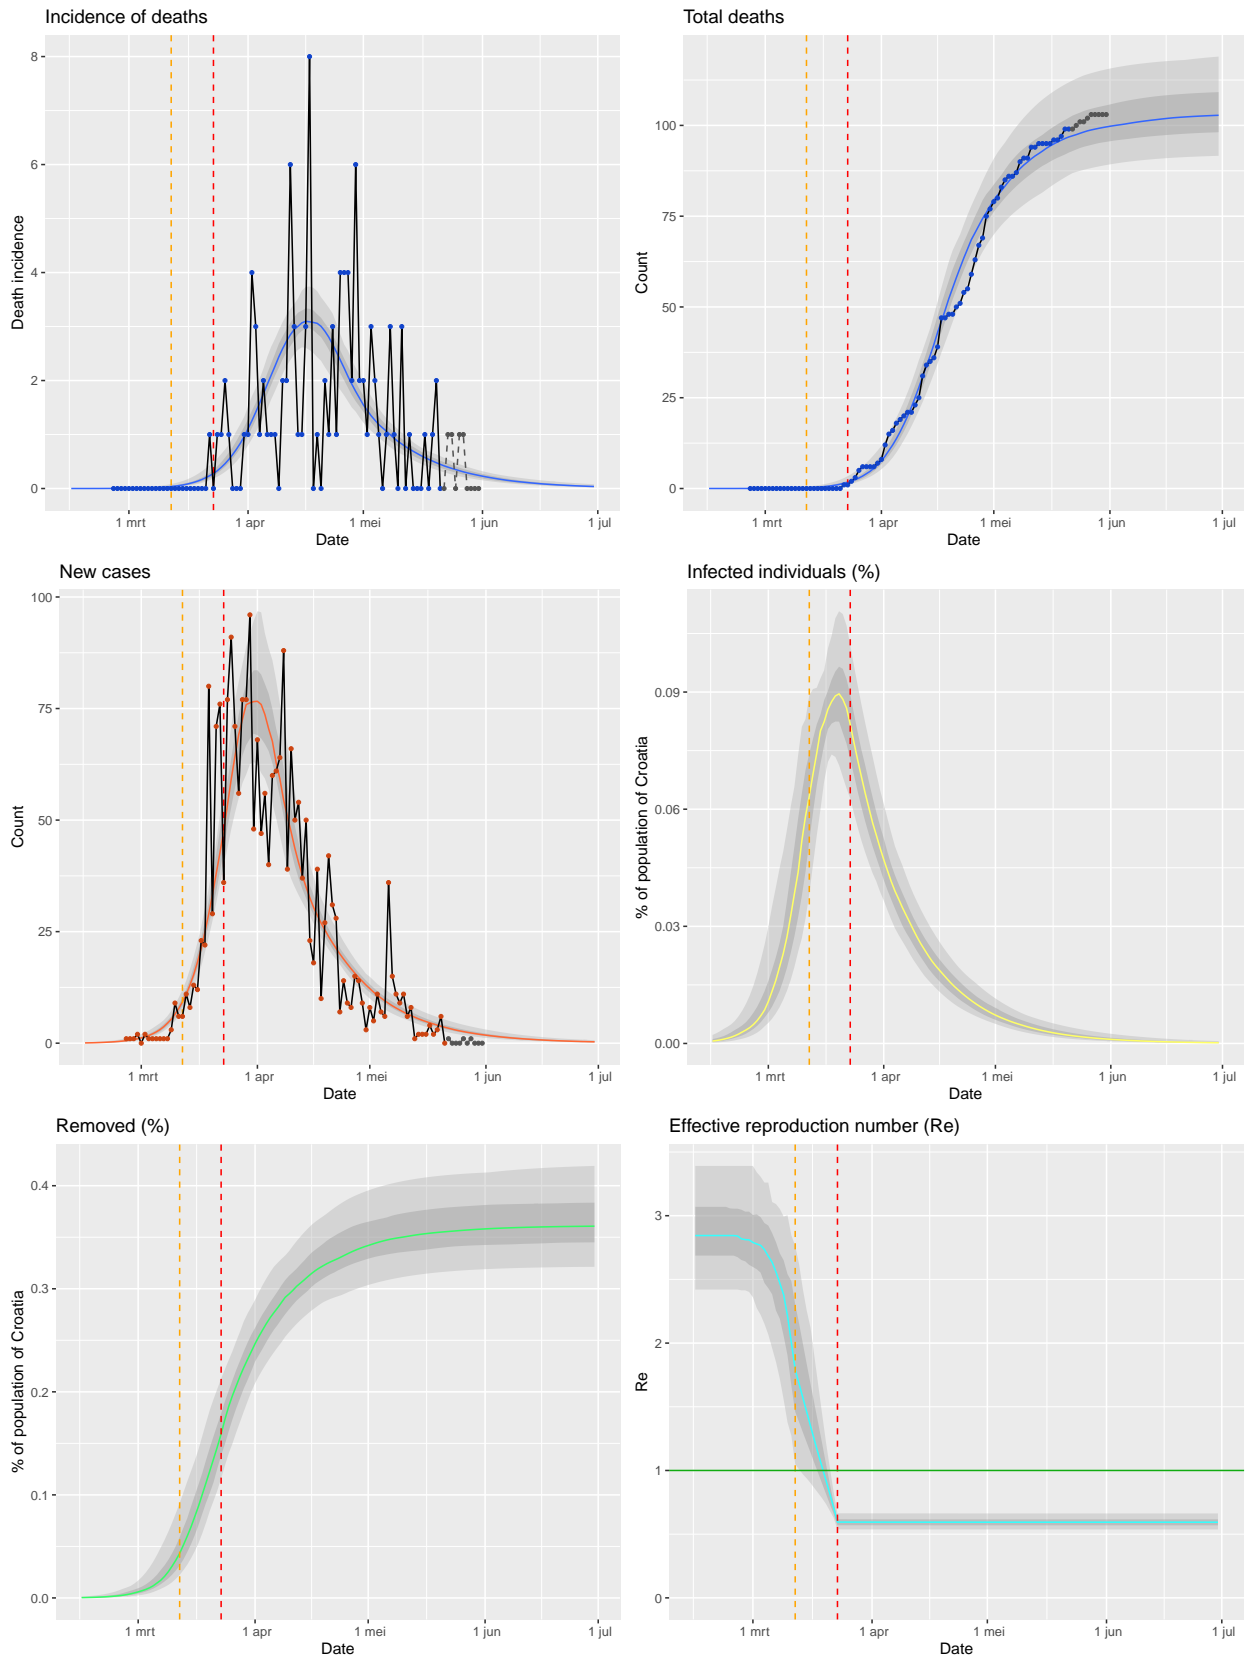 Incidence of deaths
Death incidence
8
6
4
2
0
1 mrt 1 apr 1 mei 1 jun 1 jul
Date
Total deaths
Count
100
75
50
25
0
1 mrt 1 apr 1 mei 1 jun 1 jul
Date
New cases
Count
100
75
50
25
0
1 mrt 1 apr 1 mei 1 jun 1 jul
Date
Infected individuals (%)
% of population of Croatia
0.09
0.06
0.03
0.00
1 mrt 1 apr 1 mei 1 jun 1 jul
Date
Removed (%)
% of population of Croatia
0.4
0.3
0.2
0.1
0.0
1 mrt 1 apr 1 mei 1 jun 1 jul
Date
Effective reproduction number (Re)
Re
3
2
1
0
1 mrt 1 apr 1 mei 1 jun 1 jul
Date